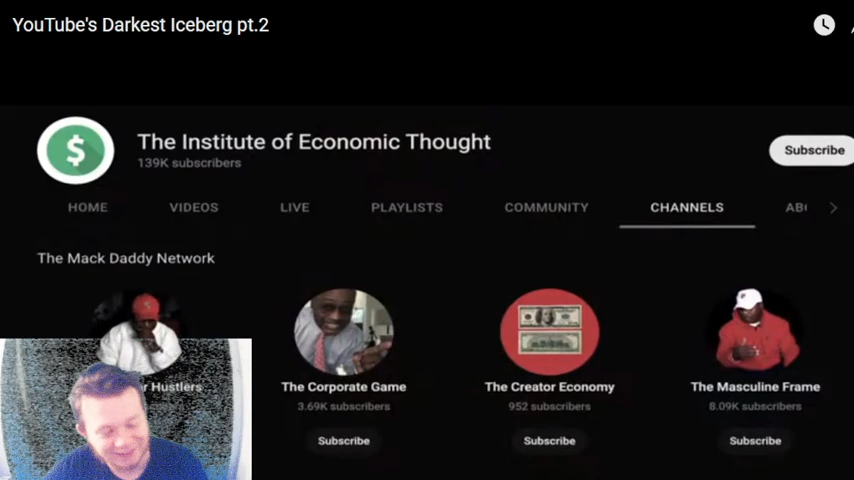 YouTube's Darkest Iceberg pt.2
The Institute of Economic Thought
139K subscribers
Subscribe
HOME VIDEOS LIVE PLAYLISTS COMMUNITY CHANNELS
The Mack Daddy Network
Hustlers The Corporate Game The Creator Economy The Masculine Frame
3.69K subscribers 952 subscribers 8.09K subscribers
Subscribe Subscribe Subscribe